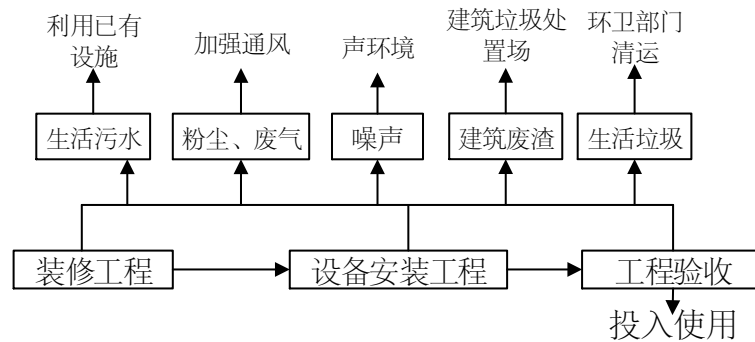 利用已有
设施
加强通风
声环境
建筑垃圾处
置场
环卫部门
清运
生活污水
粉尘、废气
噪声
建筑废渣
生活垃圾
装修工程
设备安装工程
工程验收
投入使用